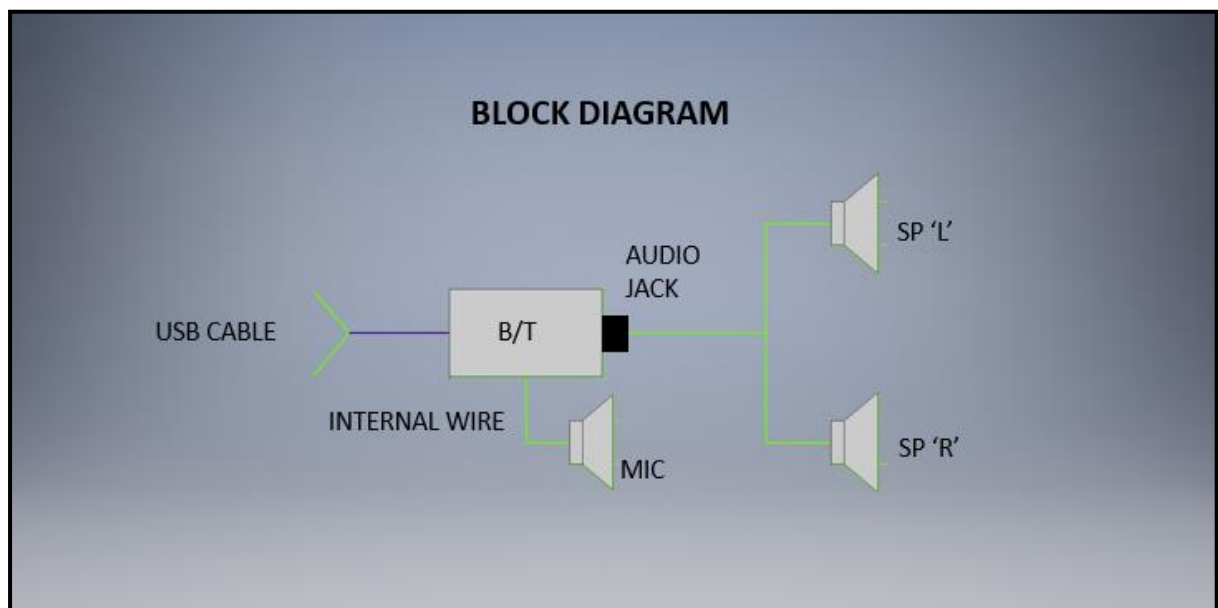 BLOCK DIAGRAM
SP ‘L’
AUDIO
JACK
USB CABLE
B/T
INTERNAL WIRE
MIC
SP ‘R’